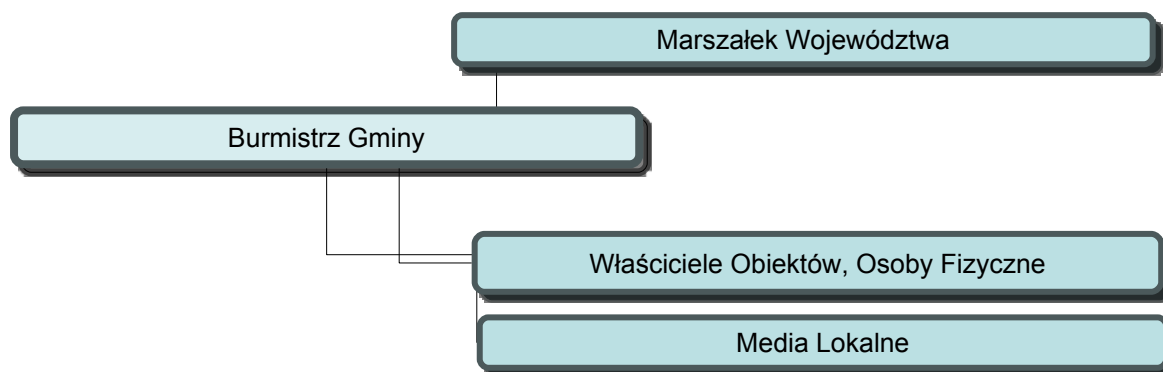 Marszałek Województwa
Burmistrz Gminy
Właściciele Obiektów, Osoby Fizyczne
Media Lokalne